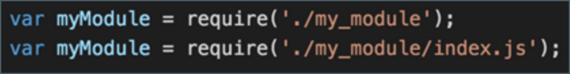 var myModule = require('./my_module');
var myModule = require('./my_module/index.js');